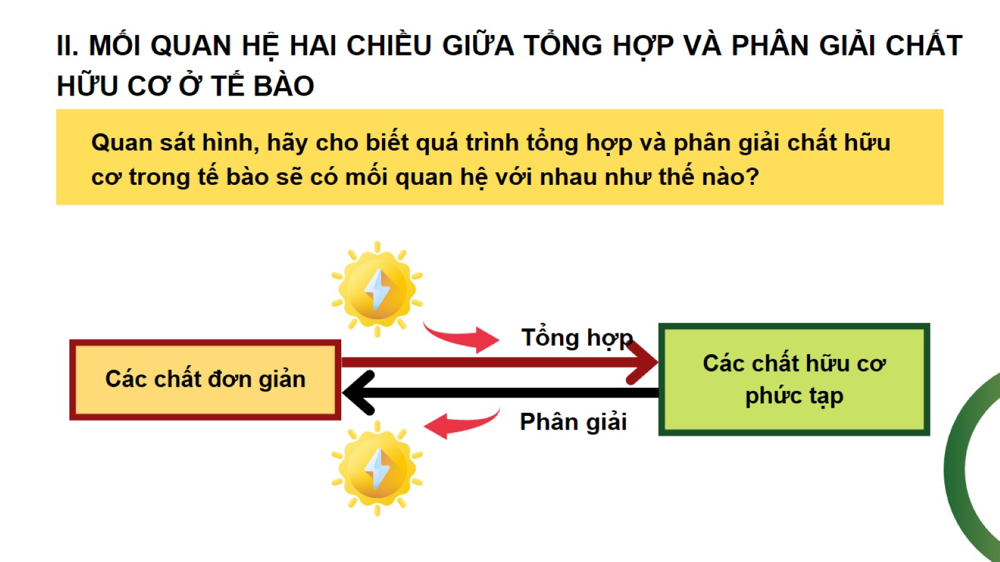 II. MỐI QUAN HỆ HAI CHIỀU GIỮA TỔNG HỢP VÀ PHÂN GIẢI CHẤT
HỮU CƠ Ở TẾ BÀO
Quan sát hình, hãy cho biết quá trình tổng hợp và phân giải chất hữu
cơ trong tế bào sẽ có mối quan hệ với nhau như thế nào?
Tổng hợp
Các chất đơn giản
Các chất hữu cơ
phức tạp
Phân giải